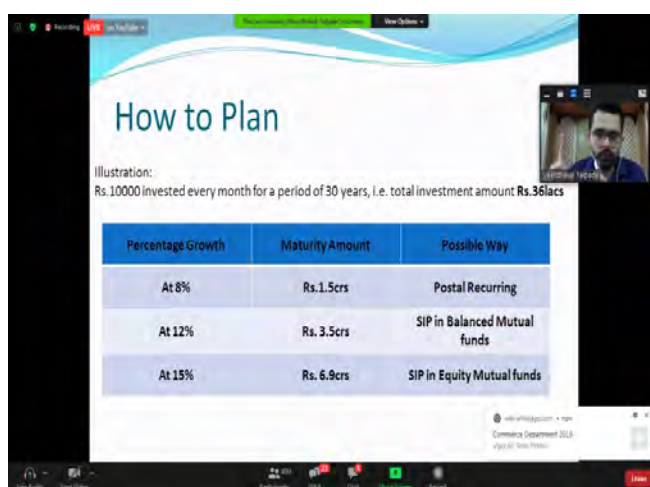 Recording
LIVE on YouTube
View Options
How to Plan
Illustration:
Rs.10000 invested every month for a period of 30 years, i.e. total investment amount Rs.36lacs
Percentage Growth Maturity Amount Possible Way
At 8% Rs.1.5crs Postal Recurring
At 12% Rs. 3.5crs SIP in Balanced Mutual
funds
At 15% Rs. 6.9crs SIP in Equity Mutual funds
Commerce Department 2019
Leave